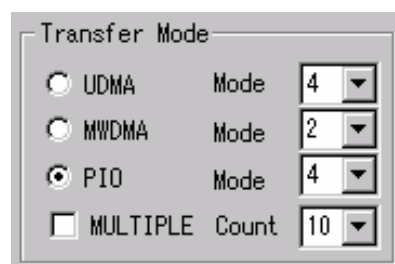 Transfer Mode
UDMA Mode 4
MWDMA Mode 2
PIO Mode 4
MULTIPLE Count 10